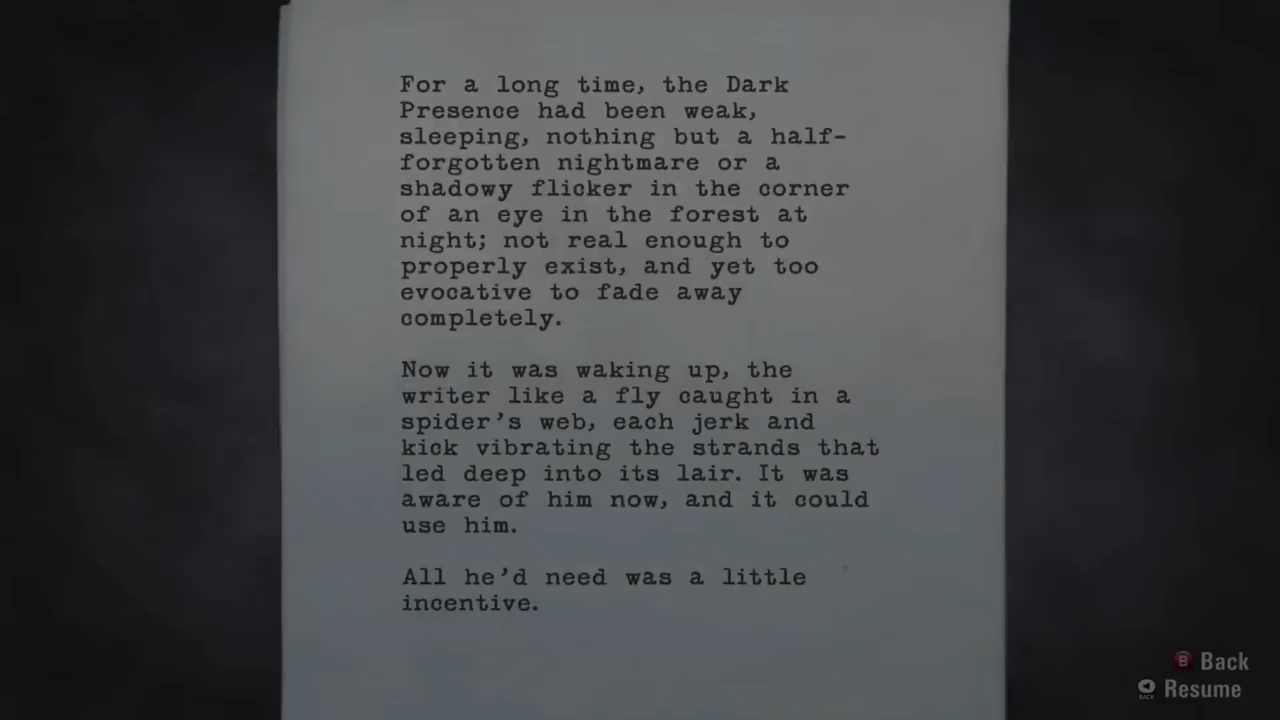 For a long time, the Dark
Presence had been weak,
sleeping, nothing but a half-
forgotten nightmare or a
shadowy flicker in the corner
of an eye in the forest at
night; not real enough to
properly exist, and yet too
evocative to fade away
completely.
Now it was waking up, the
writer like a fly caught in a
spider's web, each jerk and
kick vibrating the strands that
led deep into its lair. It was
aware of him now, and it could
use him.
All he'd need was a little
incentive.
B Back
BACK Resume